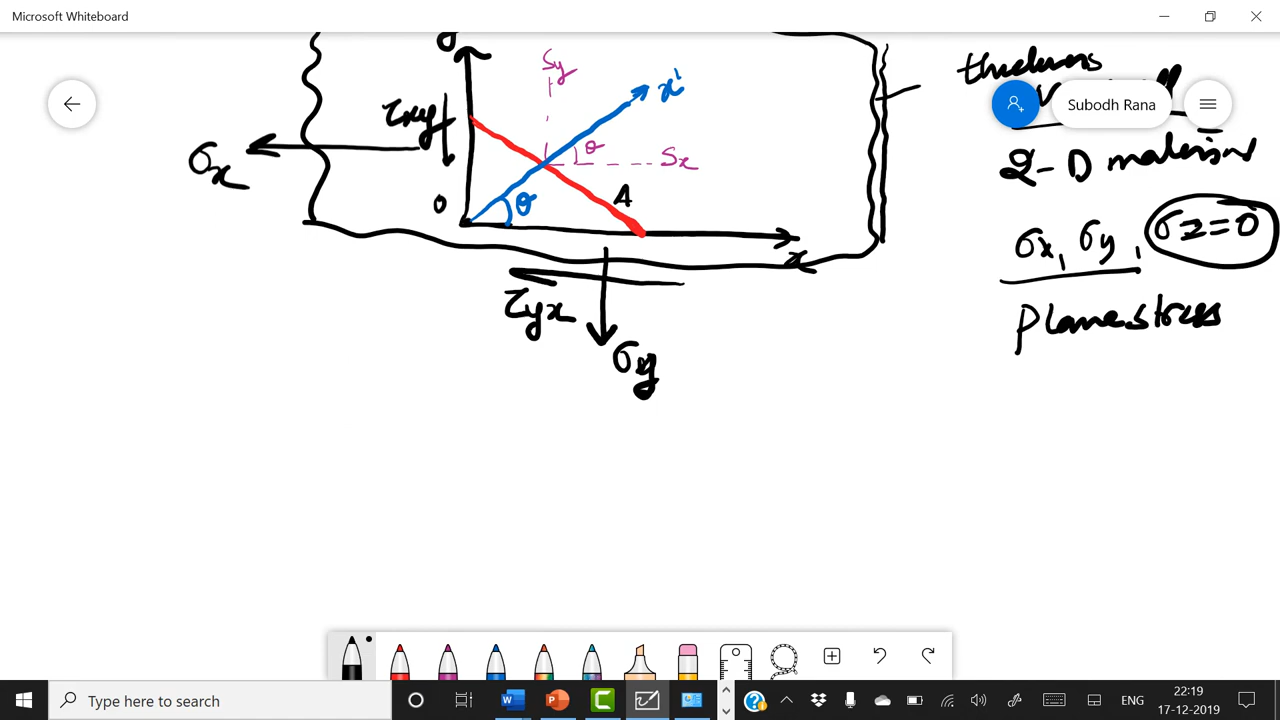 Microsoft Whiteboard
y
Sy
x'
τxy
θ
Sx
σx
O
θ
A
x
τyx
σy
thickness
Subodh Rana
2-D material
σx, σy, σz=0
Plane stress
Type here to search
ENG
22:19
17-12-2019